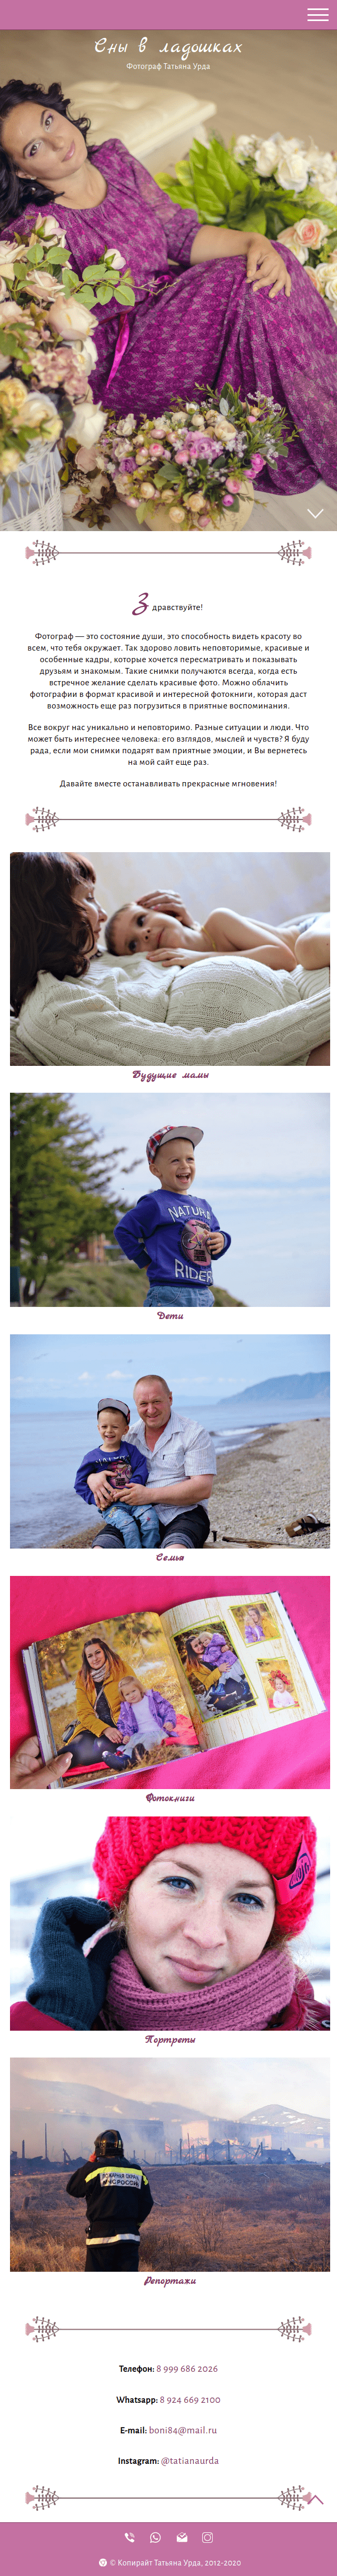 Сны в ладошках
Фотограф Татьяна Урда
Здравствуйте!
Фотограф — это состояние души, это способность видеть красоту во
всем, что тебя окружает. Так здорово ловить неповторимые, красивые и
особенные кадры, которые хочется пересматривать и показывать
друзьям и знакомым. Такие снимки получаются всегда, когда есть
встречное желание сделать красивые фото. Можно облачить
фотографии в формат красивой и интересной фотокниги, которая даст
возможность еще раз погрузиться в приятные воспоминания.
Все вокруг нас уникально и неповторимо. Разные ситуации и люди. Что
может быть интереснее человека: его взглядов, мыслей и чувств? Я буду
рада, если мои снимки подарят вам приятные эмоции, и Вы вернетесь
на мой сайт еще раз.
Давайте вместе останавливать прекрасные мгновения!
Будущие мамы
NATURA
RIDER
Дети
Семья
Фотокниги
Портреты
ПОЖАРНАЯ ОХРАНА
МЧС РОССИИ
Репортажи
Телефон: 8 999 686 2026
Whatsapp: 8 924 669 2100
E-mail: boni84@mail.ru
Instagram: @tatianaurda
© Копирайт Татьяна Урда, 2012-2020